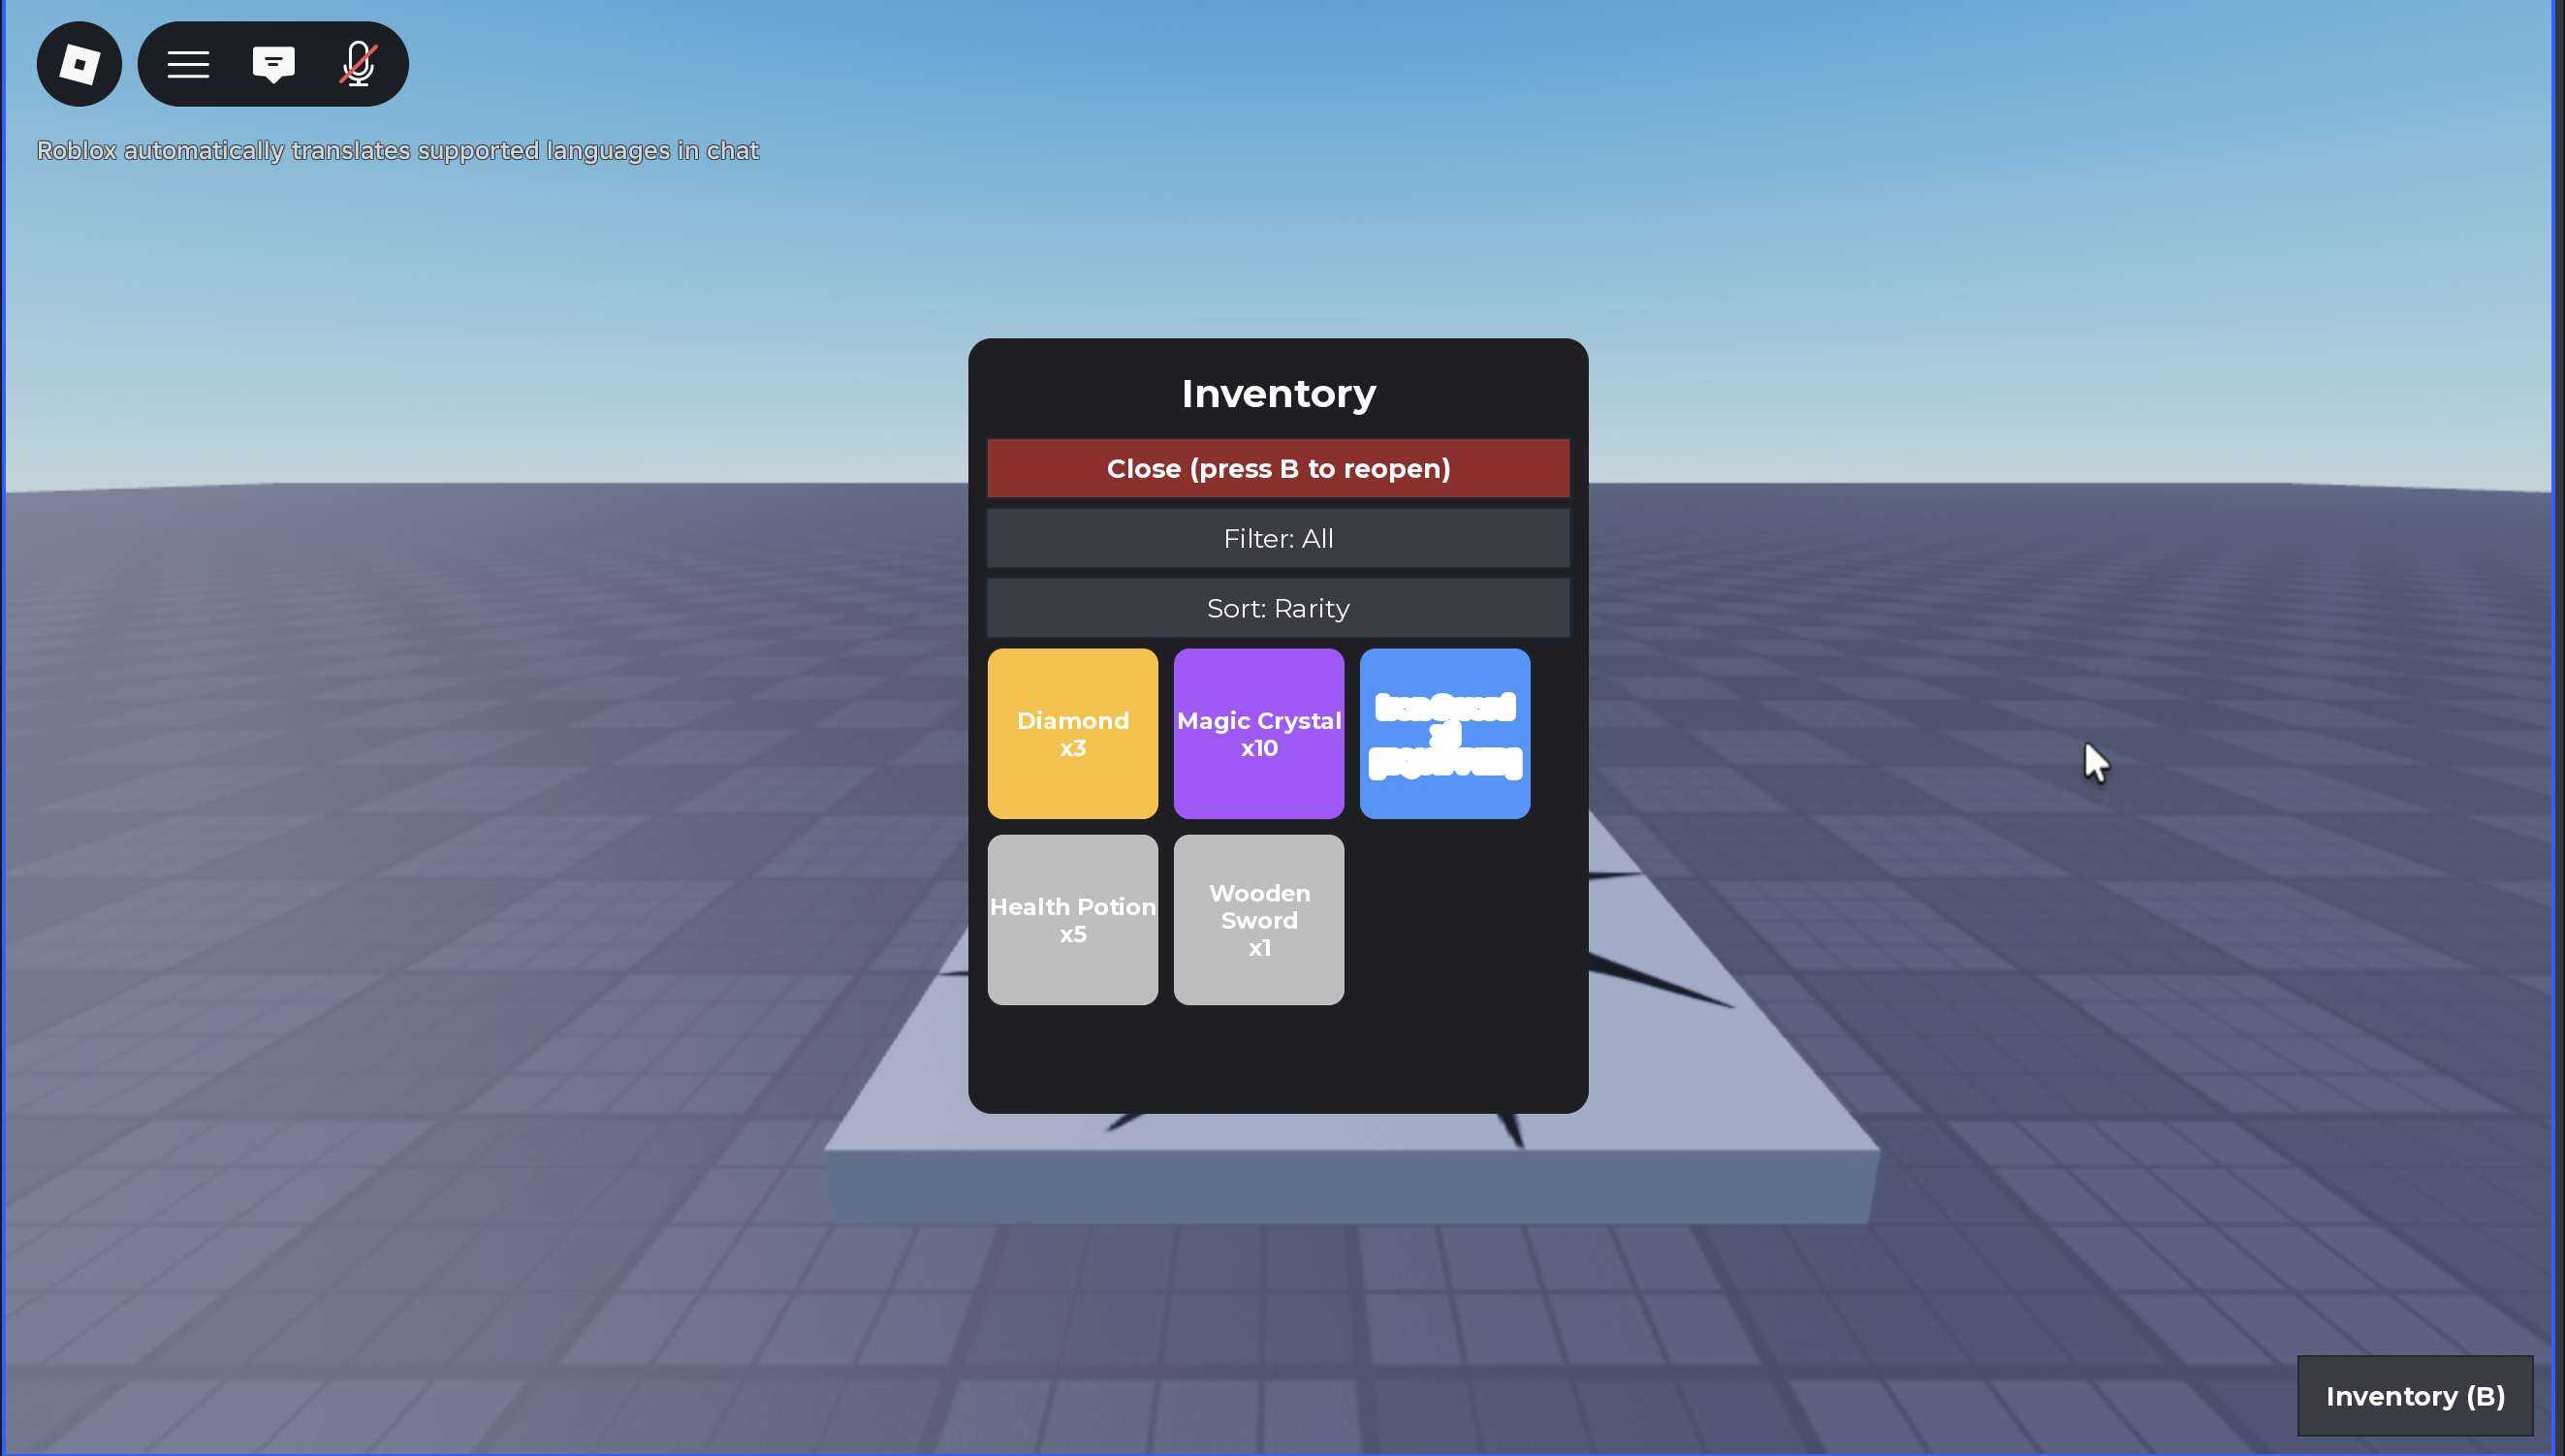 Roblox automatically translates supported languages in chat
Inventory
Close (press B to reopen)
Filter: All
Sort: Rarity
Diamond
x3
Magic Crystal
x10
Health Potion
x5
Wooden
Sword
x1
Inventory (B)